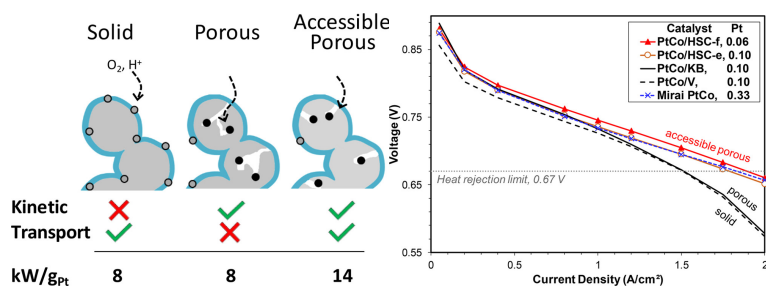 Solid Porous Accessible
Porous
O₂, H⁺
Kinetic
Transport
kW/gPt 8 8 14
Voltage (V)
0.85
0.75
0.65
0.55
Catalyst Pt
PtCo/HSC-f, 0.06
PtCo/HSC-e, 0.10
PtCo/KB, 0.10
PtCo/V, 0.10
Mirai PtCo, 0.33
accessible porous
Heat rejection limit, 0.67 V
porous
solid
0 0.5 1 1.5 2
Current Density (A/cm²)